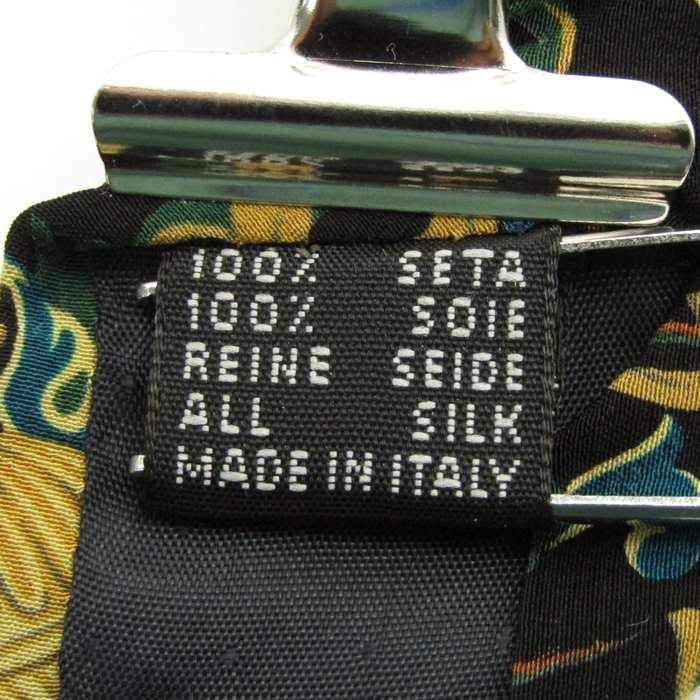 100% SETA
100% SOIE
REINE SEIDE
ALL SILK
MADE IN ITALY